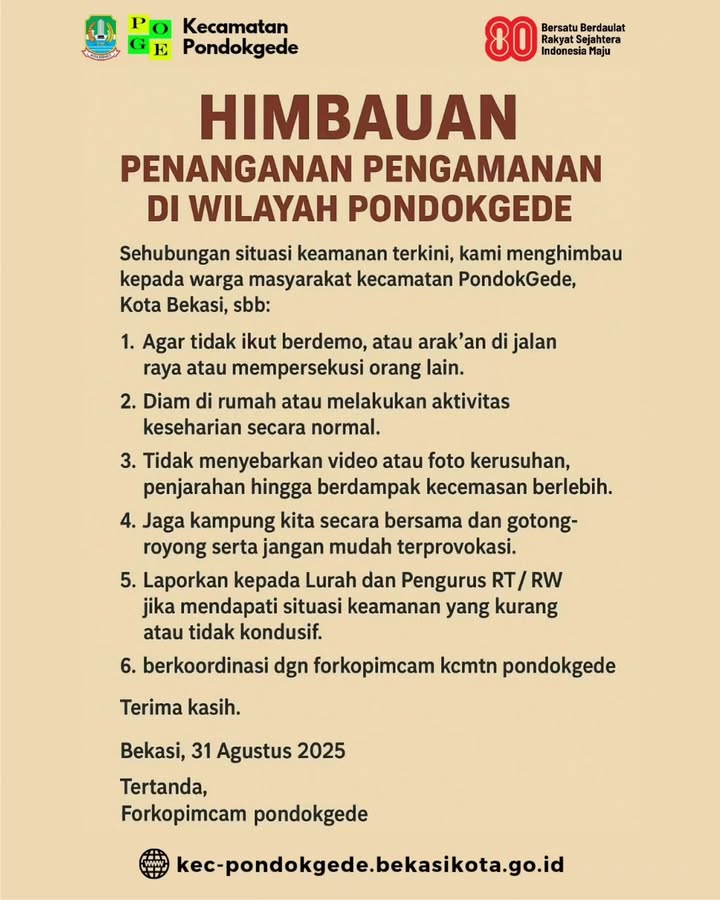 POGE
Kecamatan
Pondokgede
80
Bersatu Berdaulat
Rakyat Sejahtera
Indonesia Maju
HIMBAUAN
PENANGANAN PENGAMANAN
DI WILAYAH PONDOKGEDE
Sehubungan situasi keamanan terkini, kami menghimbau
kepada warga masyarakat kecamatan PondokGede,
Kota Bekasi, sbb:
1. Agar tidak ikut berdemo, atau arak’an di jalan
raya atau mempersekusi orang lain.
2. Diam di rumah atau melakukan aktivitas
keseharian secara normal.
3. Tidak menyebarkan video atau foto kerusuhan,
penjarahan hingga berdampak kecemasan berlebih.
4. Jaga kampung kita secara bersama dan gotong-
royong serta jangan mudah terprovokasi.
5. Laporkan kepada Lurah dan Pengurus RT/ RW
jika mendapati situasi keamanan yang kurang
atau tidak kondusif.
6. berkoordinasi dgn forkopimcam kcmtn pondokgede
Terima kasih.
Bekasi, 31 Agustus 2025
Tertanda,
Forkopimcam pondokgede
kec-pondokgede.bekasikota.go.id